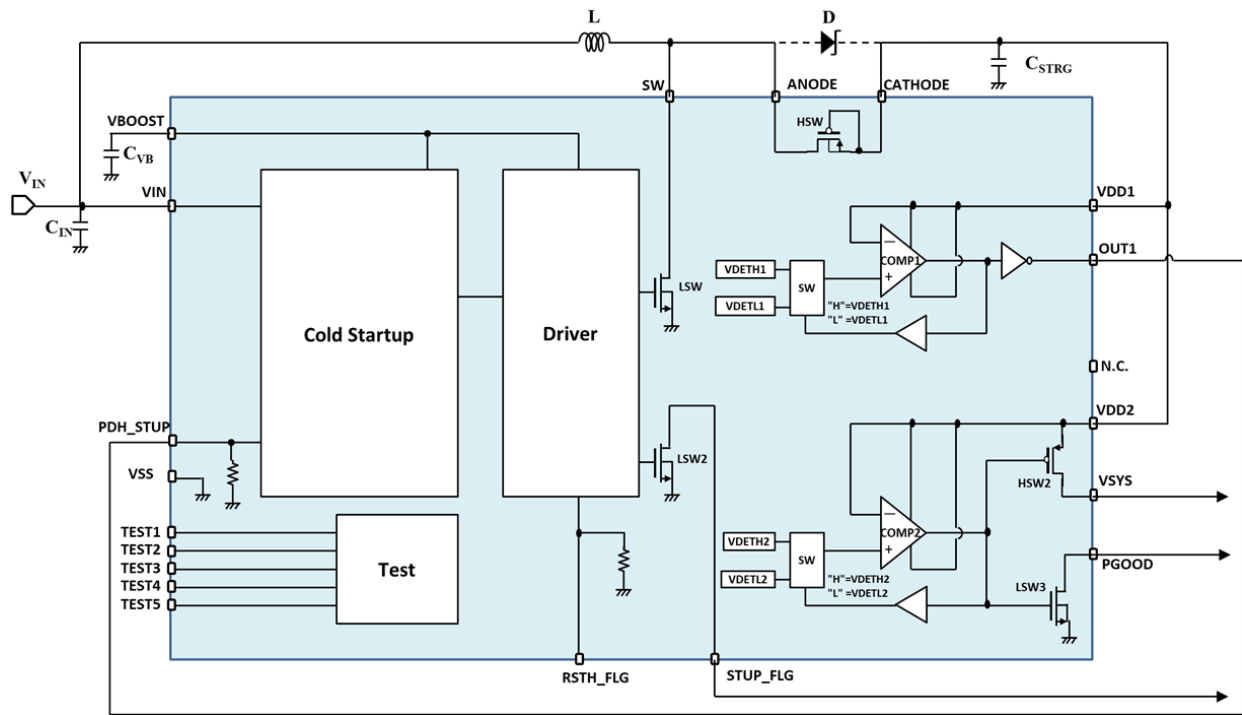 L
D
CSTRG
SW
ANODE
CATHODE
HSW
VBOOST
CVB
VIN
VIN
CIN
VDD1
OUT1
COMP1
−
+
VDETH1
VDETL1
SW
"H"=VDETH1
"L" =VDETL1
LSW
Cold Startup
Driver
N.C.
VDD2
PDH_STUP
VSS
LSW2
HSW2
VSYS
COMP2
−
+
VDETH2
VDETL2
SW
"H"=VDETH2
"L" =VDETL2
TEST1
TEST2
TEST3
TEST4
TEST5
Test
PGOOD
LSW3
RSTH_FLG
STUP_FLG